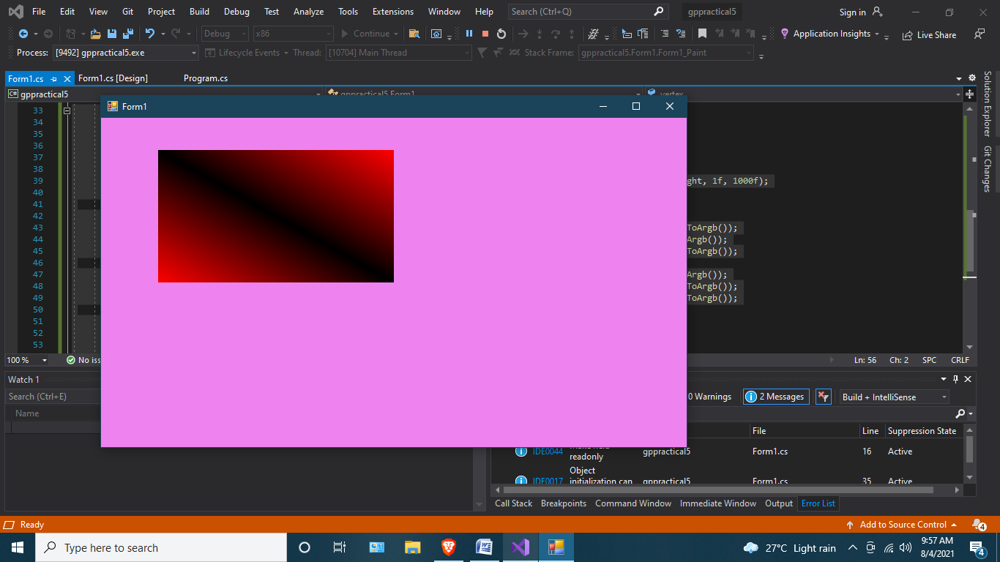 File Edit View Git Project Build Debug Test Analyze Tools Extensions Window Help Search (Ctrl+Q) gppractical5 Sign in
Debug x86 Continue Application Insights Live Share
Process: [9492] gppractical5.exe Lifecycle Events Thread: [10704] Main Thread Stack Frame: gppractical5.Form1.Form1_Paint
Form1.cs Form1.cs [Design] Program.cs
C# gppractical5 gppractical5.Form1 vertex
Form1
33
34
35
36
37
38
39 ght, 1f, 1000f);
40
41
42
43 ToArgb());
44 Argb());
45 ToArgb());
46
47 Argb());
48 ToArgb());
49 ToArgb());
50
51
52
53
Solution Explorer
Git Changes
100 % No iss Ln: 56 Ch: 2 SPC CRLF
Watch 1
Search (Ctrl+E) 0 Warnings 2 Messages Build + IntelliSense
Name
File Line Suppression State
IDE0044 readonly gppractical5 Form1.cs 16 Active
Object
IDE0017 initialization can gppractical5 Form1.cs 35 Active
Call Stack Breakpoints Command Window Immediate Window Output Error List
Ready Add to Source Control 4
Type here to search 27°C Light rain 9:57 AM
8/4/2021 4